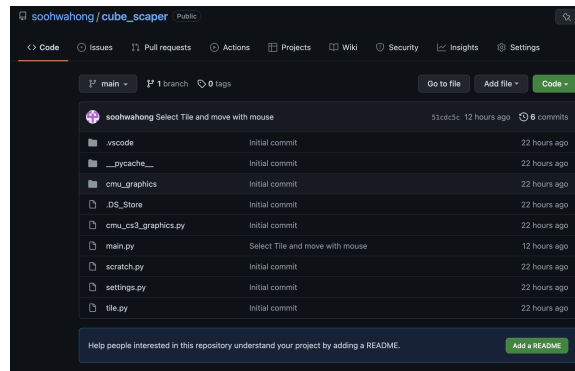 soohwahong / cube_scaper Public
Code Issues Pull requests Actions Projects Wiki Security Insights Settings
main 1 branch 0 tags Go to file Add file Code
soohwahong Select Tile and move with mouse 51cdc5c 12 hours ago 6 commits
.vscode Initial commit 22 hours ago
__pycache__ Initial commit 22 hours ago
cmu_graphics Initial commit 22 hours ago
.DS_Store Initial commit 22 hours ago
cmu_cs3_graphics.py Initial commit 22 hours ago
main.py Select Tile and move with mouse 12 hours ago
scratch.py Initial commit 22 hours ago
settings.py Initial commit 22 hours ago
tile.py Initial commit 22 hours ago
Help people interested in this repository understand your project by adding a README. Add a README